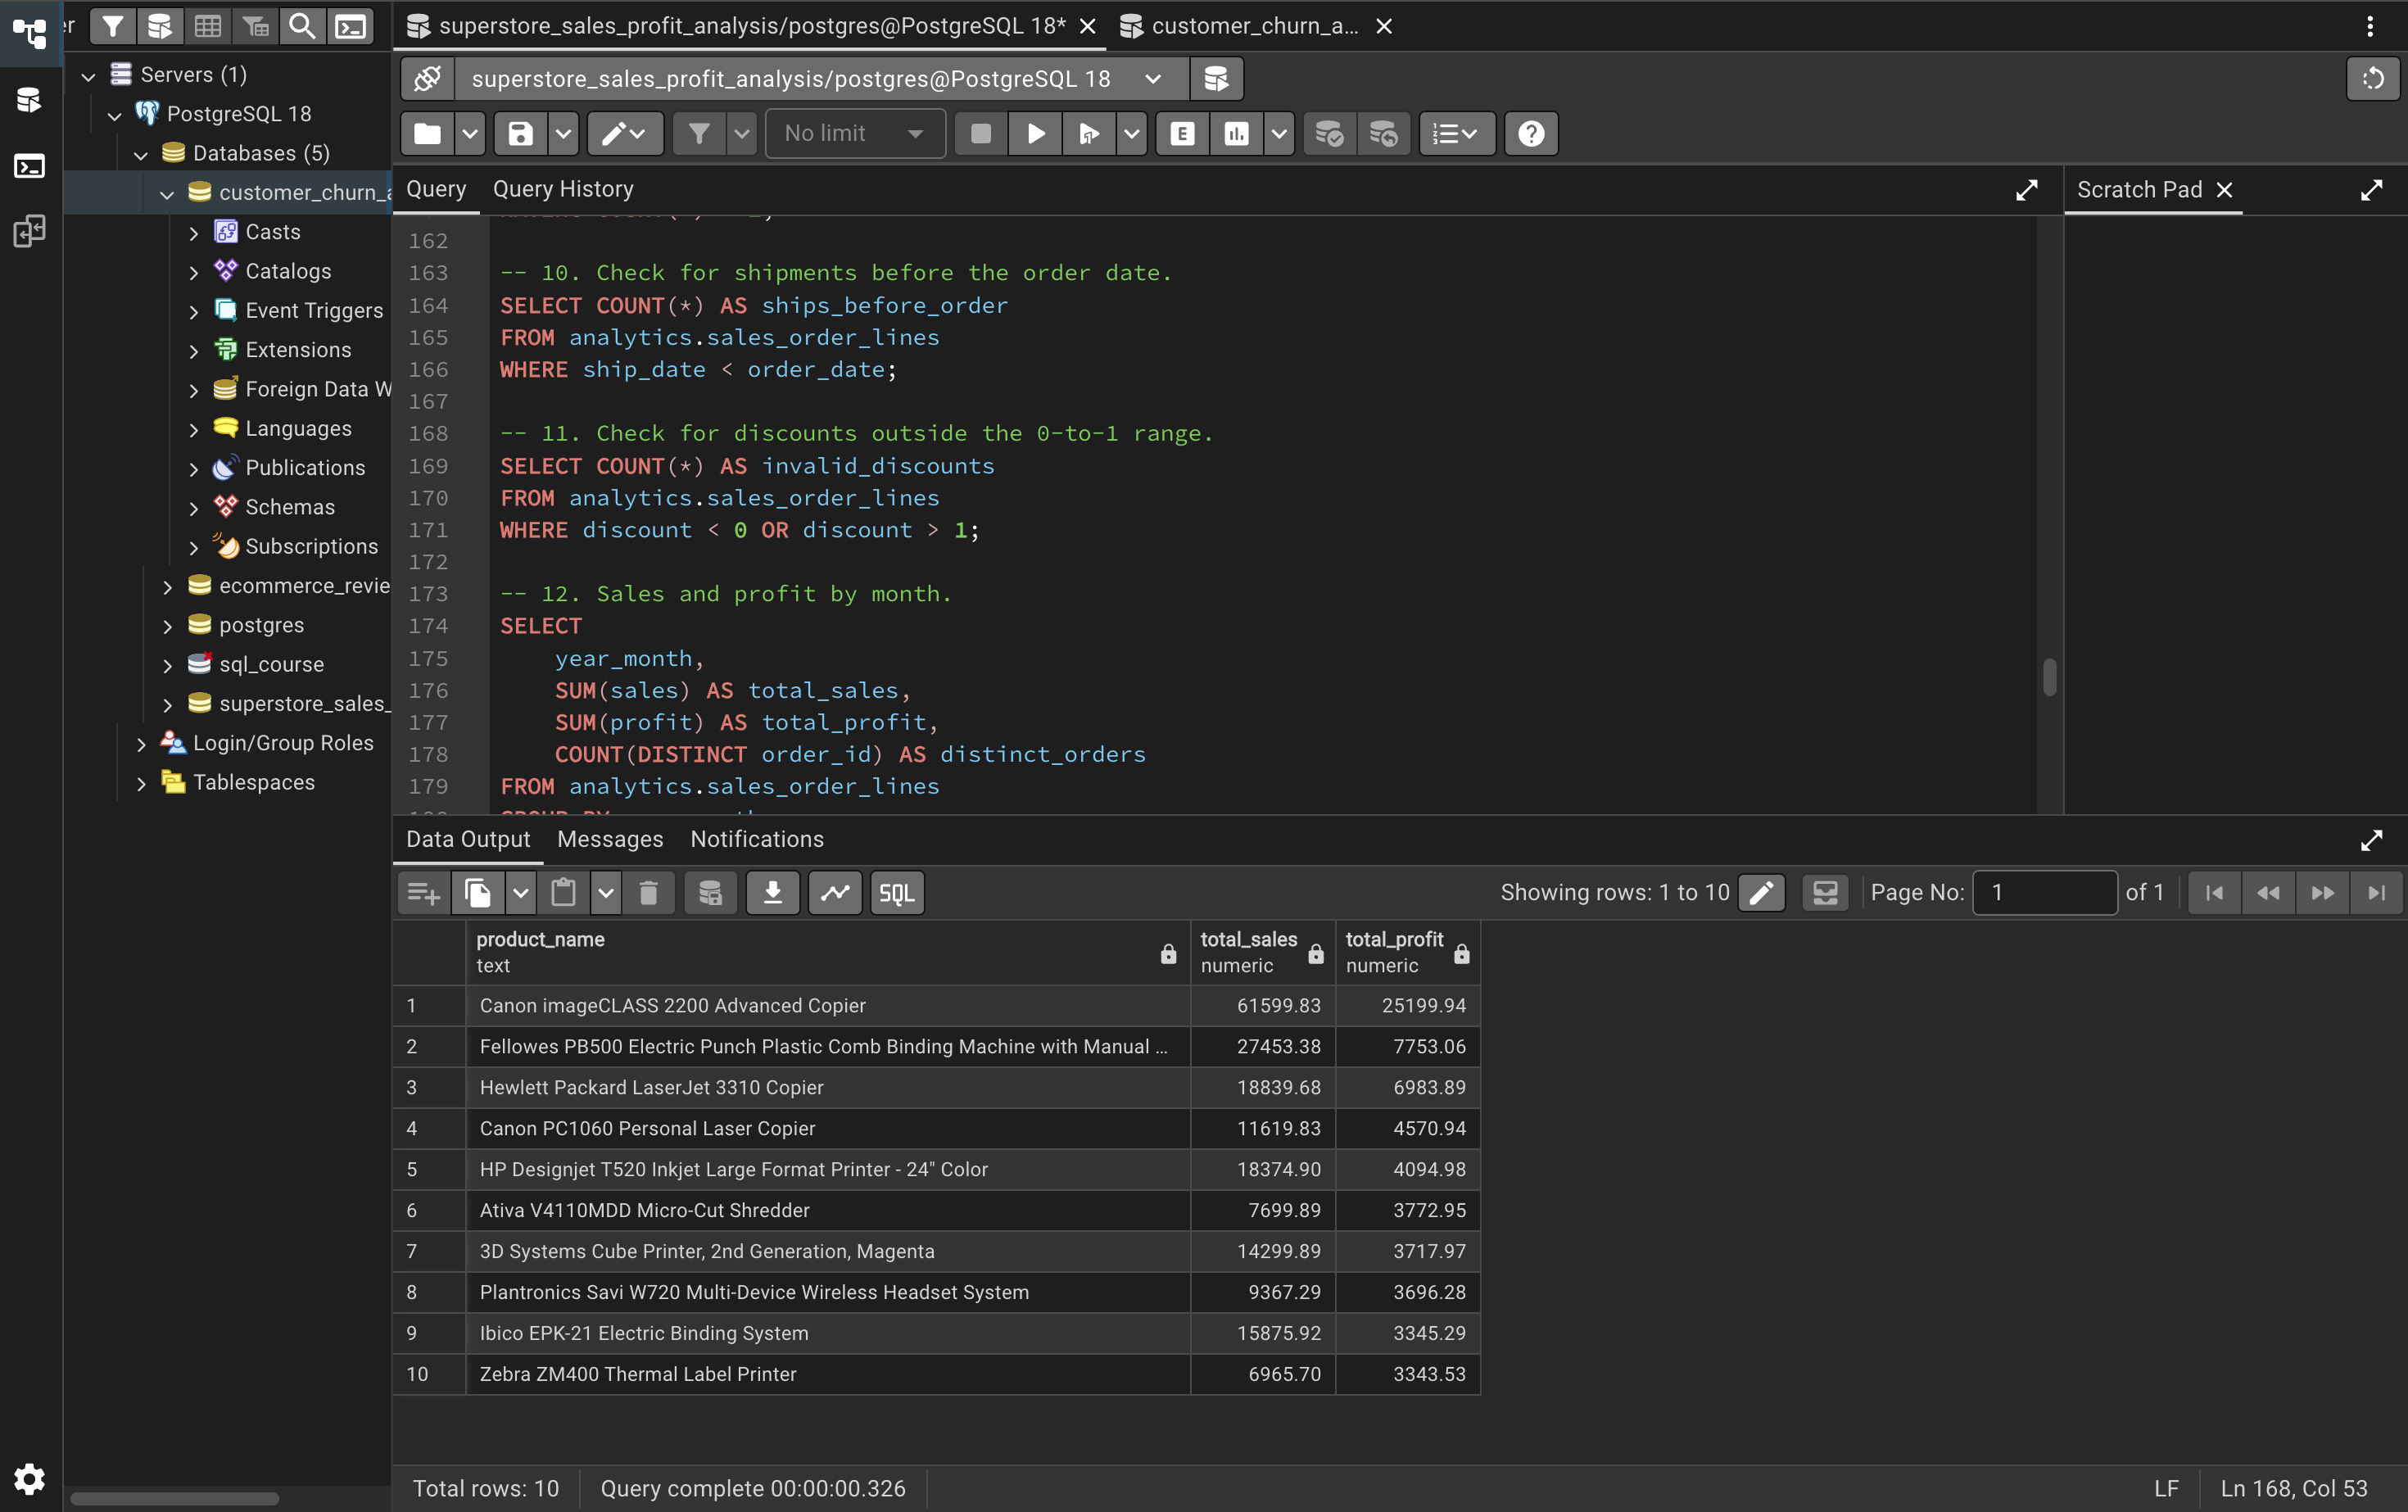 superstore_sales_profit_analysis/postgres@PostgreSQL 18*
customer_churn_a...
Servers (1)
PostgreSQL 18
Databases (5)
customer_churn_a
Casts
Catalogs
Event Triggers
Extensions
Foreign Data W
Languages
Publications
Schemas
Subscriptions
ecommerce_revie
postgres
sql_course
superstore_sales_
Login/Group Roles
Tablespaces
superstore_sales_profit_analysis/postgres@PostgreSQL 18
No limit
E
Query
Query History
Scratch Pad
162
163 -- 10. Check for shipments before the order date.
164 SELECT COUNT(*) AS ships_before_order
165 FROM analytics.sales_order_lines
166 WHERE ship_date < order_date;
167
168 -- 11. Check for discounts outside the 0-to-1 range.
169 SELECT COUNT(*) AS invalid_discounts
170 FROM analytics.sales_order_lines
171 WHERE discount < 0 OR discount > 1;
172
173 -- 12. Sales and profit by month.
174 SELECT
175 year_month,
176 SUM(sales) AS total_sales,
177 SUM(profit) AS total_profit,
178 COUNT(DISTINCT order_id) AS distinct_orders
179 FROM analytics.sales_order_lines
Data Output
Messages
Notifications
SQL
Showing rows: 1 to 10
Page No: 1 of 1
product_name text
total_sales numeric
total_profit numeric
1 Canon imageCLASS 2200 Advanced Copier 61599.83 25199.94
2 Fellowes PB500 Electric Punch Plastic Comb Binding Machine with Manual ... 27453.38 7753.06
3 Hewlett Packard LaserJet 3310 Copier 18839.68 6983.89
4 Canon PC1060 Personal Laser Copier 11619.83 4570.94
5 HP Designjet T520 Inkjet Large Format Printer - 24" Color 18374.90 4094.98
6 Ativa V4110MDD Micro-Cut Shredder 7699.89 3772.95
7 3D Systems Cube Printer, 2nd Generation, Magenta 14299.89 3717.97
8 Plantronics Savi W720 Multi-Device Wireless Headset System 9367.29 3696.28
9 Ibico EPK-21 Electric Binding System 15875.92 3345.29
10 Zebra ZM400 Thermal Label Printer 6965.70 3343.53
Total rows: 10
Query complete 00:00:00.326
LF
Ln 168, Col 53